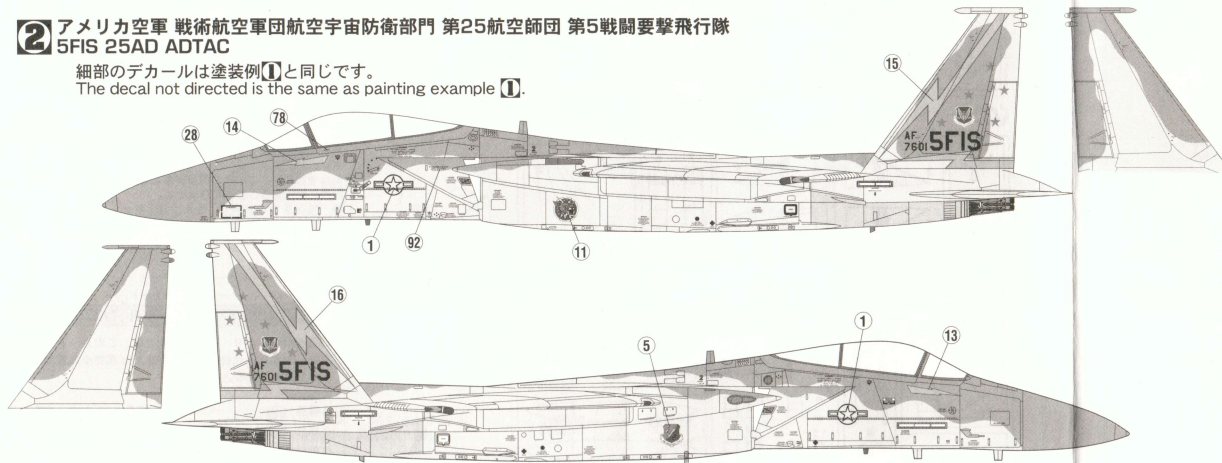 2 アメリカ空軍 戦術航空軍団航空宇宙防衛部門 第25航空師団 第5戦闘要撃飛行隊
5FIS 25AD ADTAC
細部のデカールは塗装例1と同じです。
The decal not directed is the same as painting example 1.
15
78
14
28
AF
7601 5FIS
1
92
11
16
1
5
13
AF
7601 5FIS